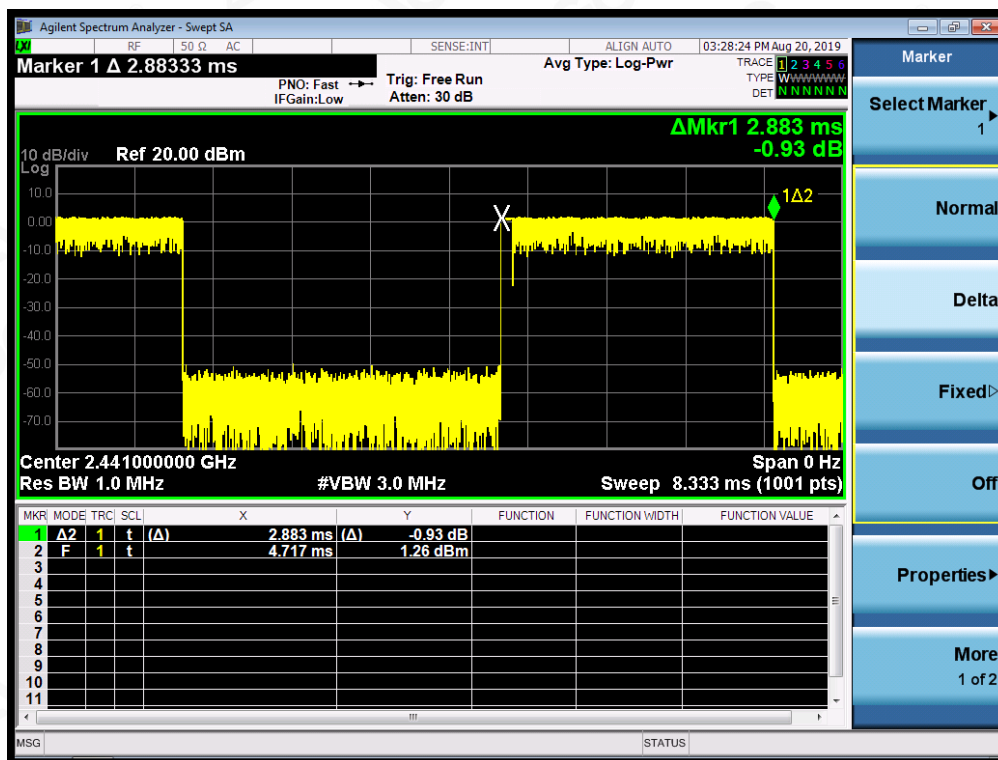 Agilent Spectrum Analyzer - Swept SA
LXI RF 50 Ω AC SENSE:INT ALIGN AUTO 03:28:24 PM Aug 20, 2019
Marker 1 Δ 2.88333 ms
PNO: Fast
IFGain:Low
Trig: Free Run
Atten: 30 dB
Avg Type: Log-Pwr
TRACE 1 2 3 4 5 6
TYPE WWWWWWW
DET N N N N N N
ΔMkr1 2.883 ms
-0.93 dB
10 dB/div Ref 20.00 dBm
Log
10.0
0.00
-10.0
-20.0
-30.0
-40.0
-50.0
-60.0
-70.0
X
1Δ2
Center 2.441000000 GHz Span 0 Hz
Res BW 1.0 MHz #VBW 3.0 MHz Sweep 8.333 ms (1001 pts)
MKR MODE TRC SCL X Y FUNCTION FUNCTION WIDTH FUNCTION VALUE
1 Δ2 1 t (Δ) 2.883 ms (Δ) -0.93 dB
2 F 1 t 4.717 ms 1.26 dBm
3
4
5
6
7
8
9
10
11
MSG STATUS
Marker
Select Marker
1
Normal
Delta
Fixed
Off
Properties
More
1 of 2